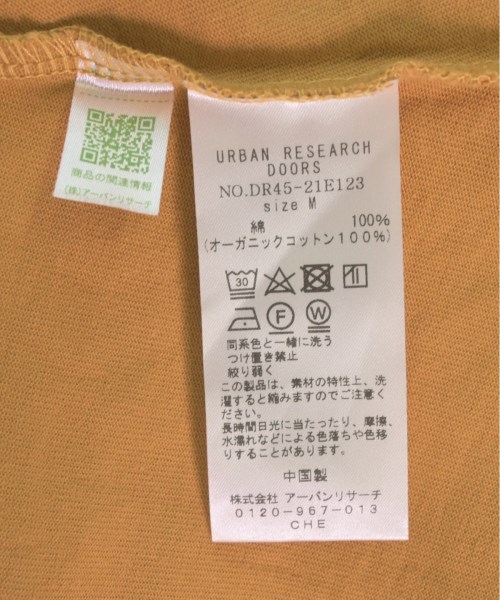 商品の関連情報
(株)アーバンリサーチ
URBAN RESEARCH
DOORS
NO.DR45-21E123
size M
綿 100%
(オーガニックコットン100%)
30
F
W
同系色と一緒に洗う
つけ置き禁止
絞り弱く
この製品は、素材の特性上、洗
濯すると縮みますのでご注意く
ださい。
長時間日光に当たったり、摩擦、
水濡れなどによる色落ちや色移
りすることがあります。
中国製
株式会社 アーバンリサーチ
0120-967-013
CHE